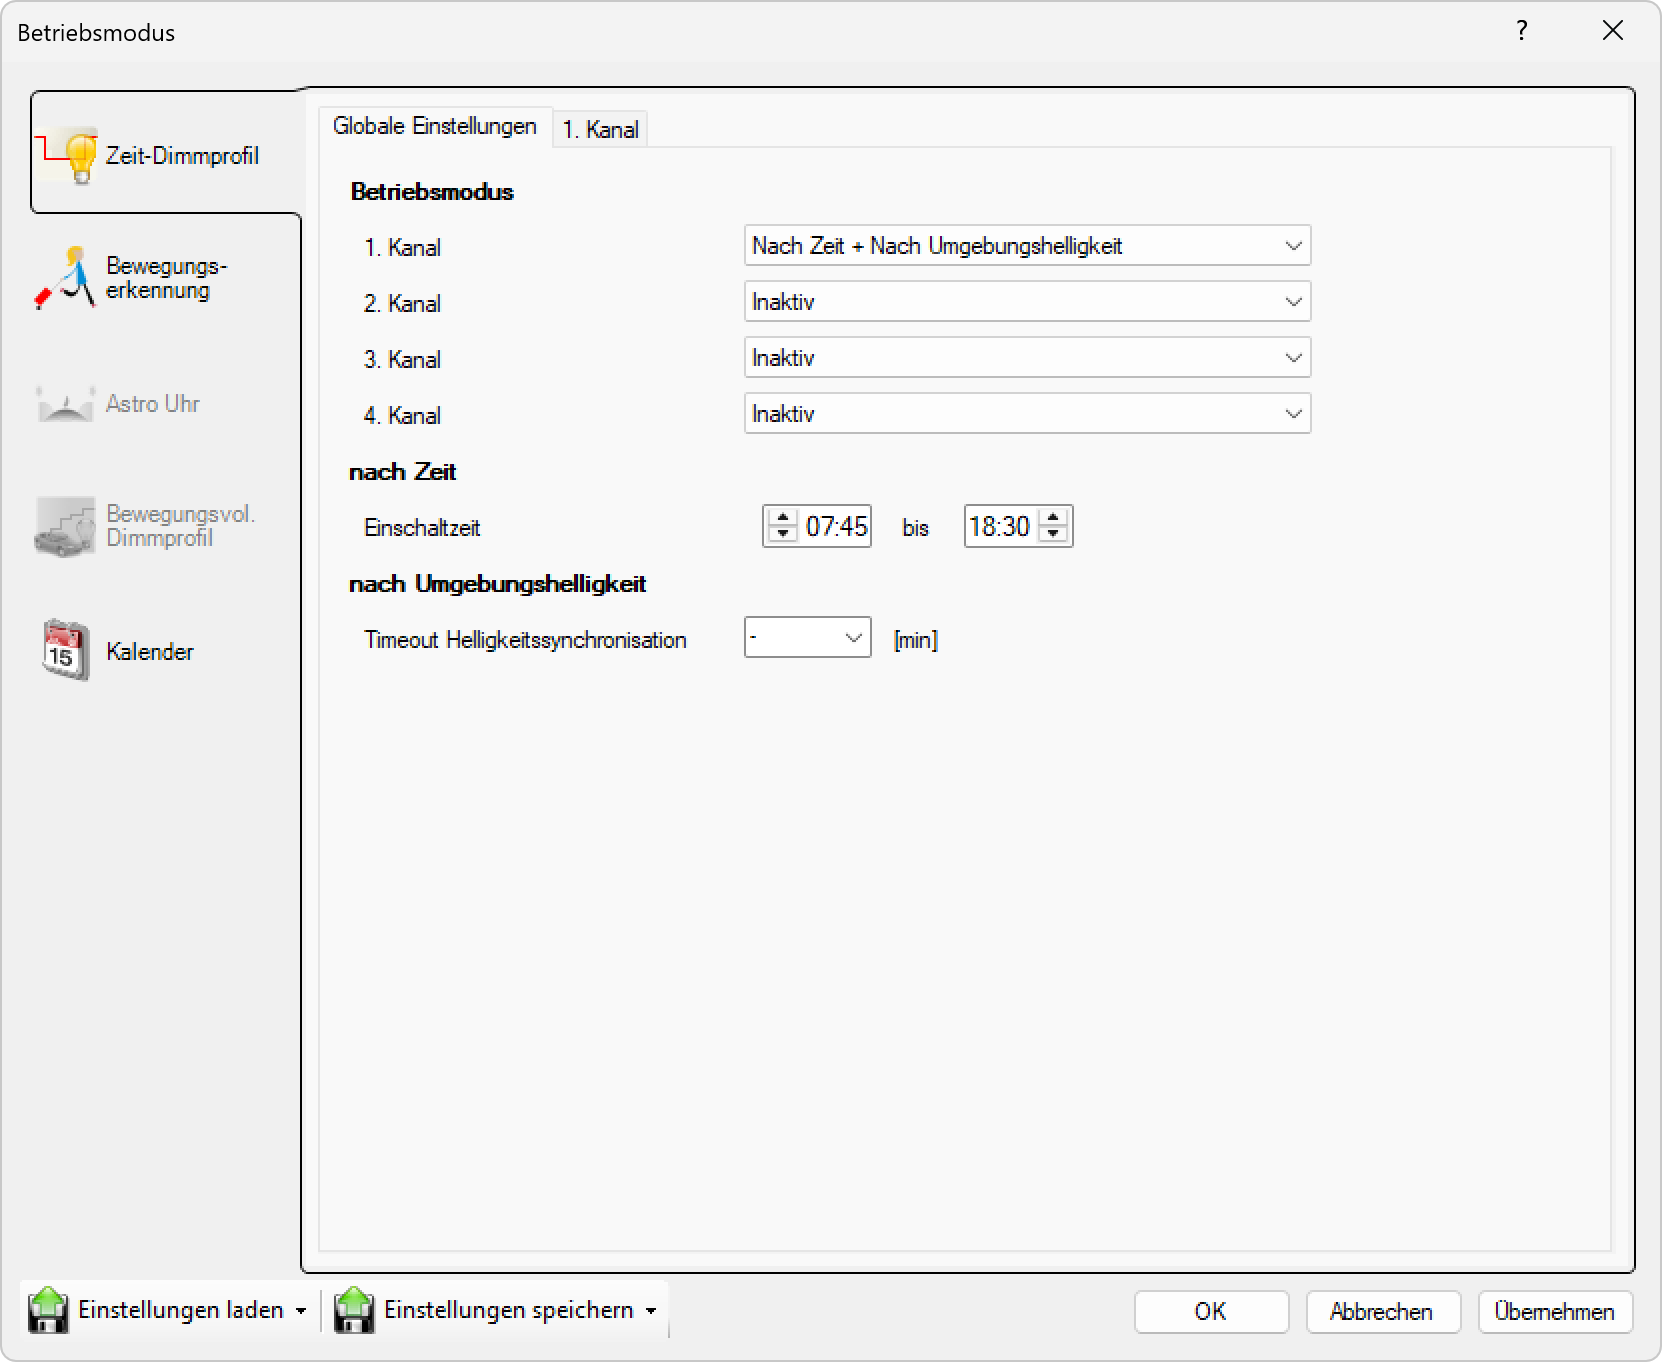 Betriebsmodus
?
Zeit-Dimmprofil
Bewegungs-
erkennung
Astro Uhr
Bewegungsvol.
Dimmprofil
15
Kalender
Globale Einstellungen
1. Kanal
Betriebsmodus
1. Kanal
Nach Zeit + Nach Umgebungshelligkeit
2. Kanal
Inaktiv
3. Kanal
Inaktiv
4. Kanal
Inaktiv
nach Zeit
Einschaltzeit
07:45
bis
18:30
nach Umgebungshelligkeit
Timeout Helligkeitssynchronisation
-
[min]
Einstellungen laden
Einstellungen speichern
OK
Abbrechen
Übernehmen